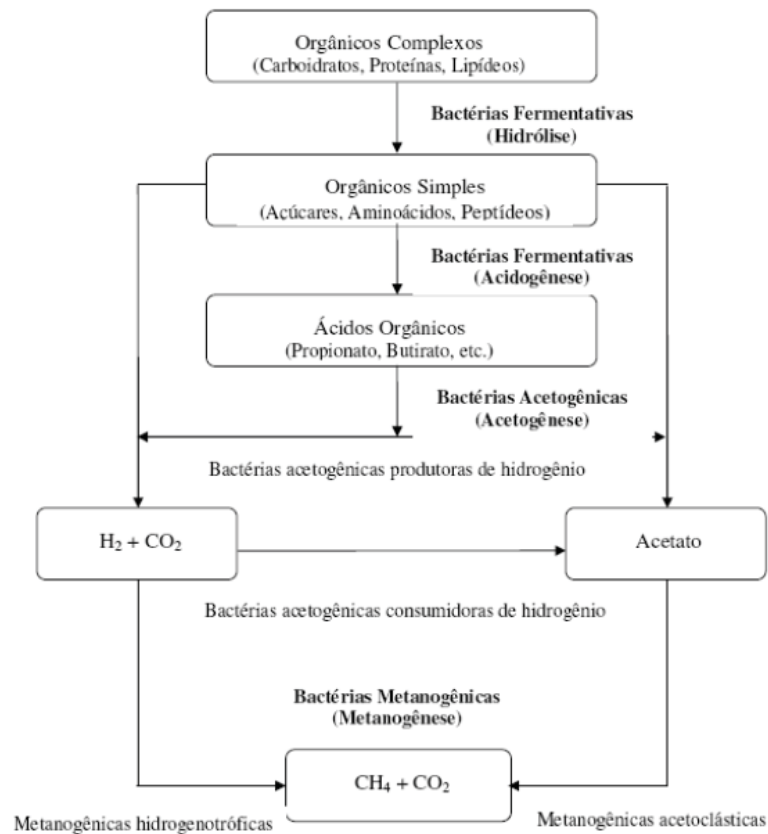 Orgânicos Complexos
(Carboidratos, Proteínas, Lipídeos)
Bactérias Fermentativas
(Hidrólise)
Orgânicos Simples
(Açúcares, Aminoácidos, Peptídeos)
Bactérias Fermentativas
(Acidogênese)
Ácidos Orgânicos
(Propionato, Butirato, etc.)
Bactérias Acetogênicas
(Acetogênese)
Bactérias acetogênicas produtoras de hidrogênio
H₂ + CO₂
Acetato
Bactérias acetogênicas consumidoras de hidrogênio
Bactérias Metanogênicas
(Metanogênese)
CH₄ + CO₂
Metanogênicas hidrogenotróficas
Metanogênicas acetoclásticas